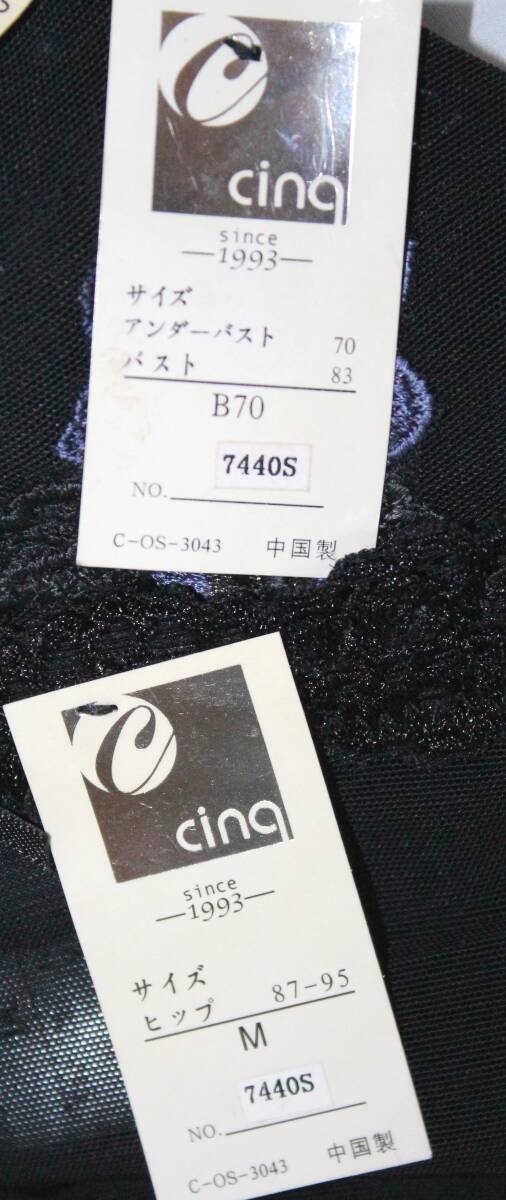 cinq
since
—1993—
サイズ
アンダーバスト 70
バスト 83
B70
7440S
NO.
C-OS-3043 中国製
cinq
since
—1993—
サイズ
ヒップ 87-95
M
7440S
NO.
C-OS-3043 中国製